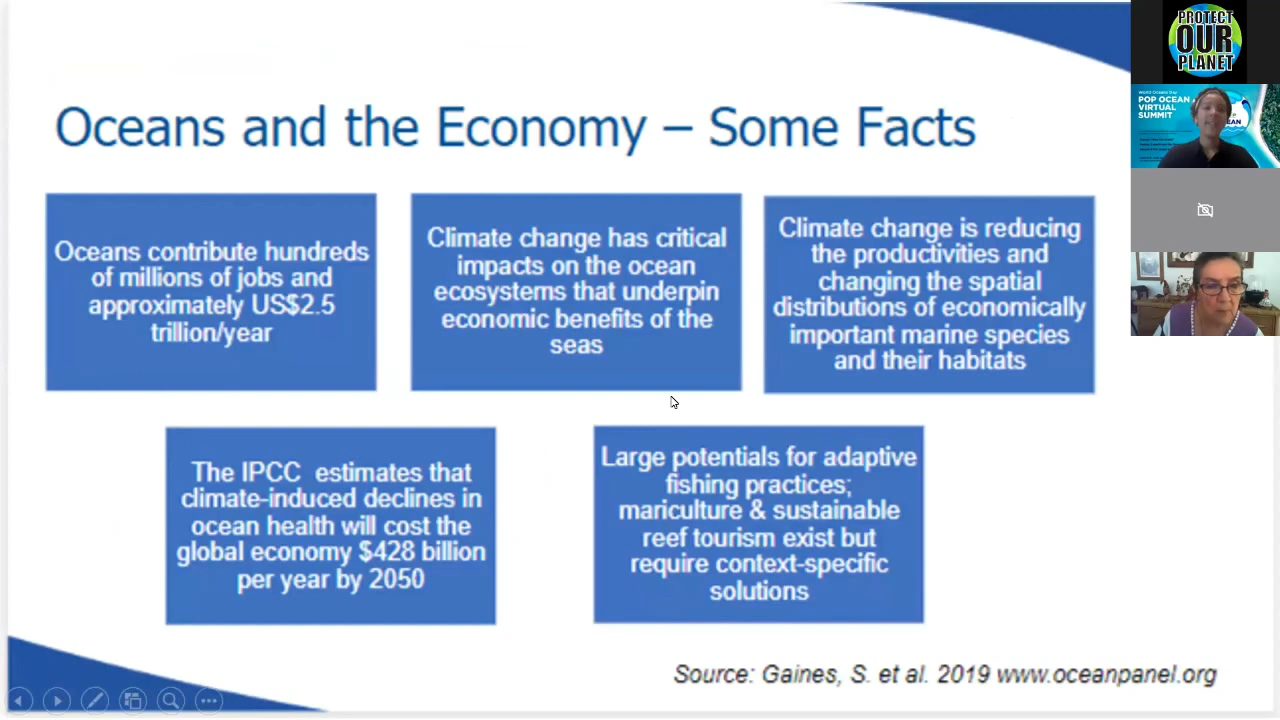 Oceans and the Economy – Some Facts
Oceans contribute hundreds
of millions of jobs and
approximately US$2.5
trillion/year
Climate change has critical
impacts on the ocean
ecosystems that underpin
economic benefits of the
seas
Climate change is reducing
the productivities and
changing the spatial
distributions of economically
important marine species
and their habitats
The IPCC  estimates that
climate-induced declines in
ocean health will cost the
global economy $428 billion
per year by 2050
Large potentials for adaptive
fishing practices;
mariculture & sustainable
reef tourism exist but
require context-specific
solutions
Source: Gaines, S. et al. 2019 www.oceanpanel.org
PROTECT
OUR
PLANET
World Oceans Day
POP OCEAN
VIRTUAL
SUMMIT